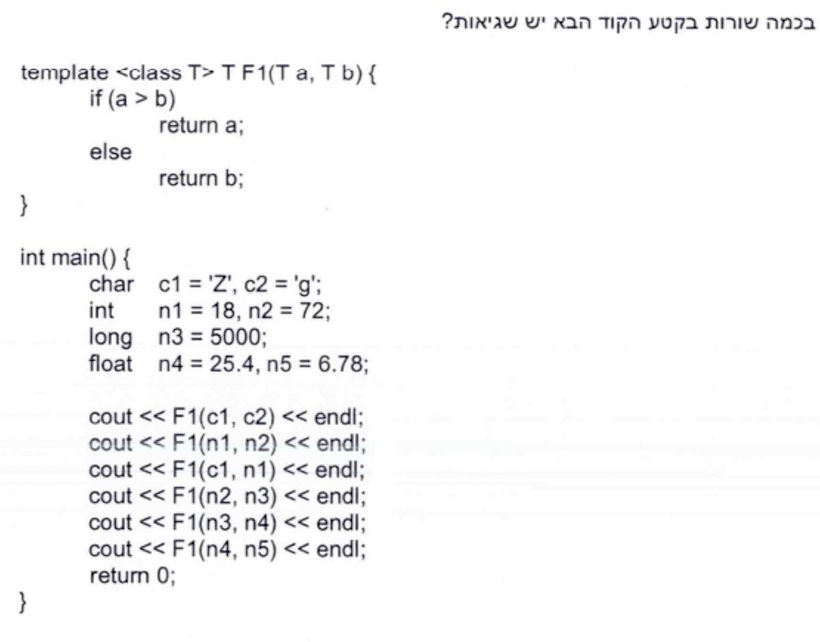 בכמה שורות בקטע הקוד הבא יש שגיאות?
template <class T> T F1(T a, T b) {
if (a > b)
return a;
else
return b;
}
int main() {
char c1 = 'Z', c2 = 'g';
int n1 = 18, n2 = 72;
long n3 = 5000;
float n4 = 25.4, n5 = 6.78;
cout << F1(c1, c2) << endl;
cout << F1(n1, n2) << endl;
cout << F1(c1, n1) << endl;
cout << F1(n2, n3) << endl;
cout << F1(n3, n4) << endl;
cout << F1(n4, n5) << endl;
return 0;
}